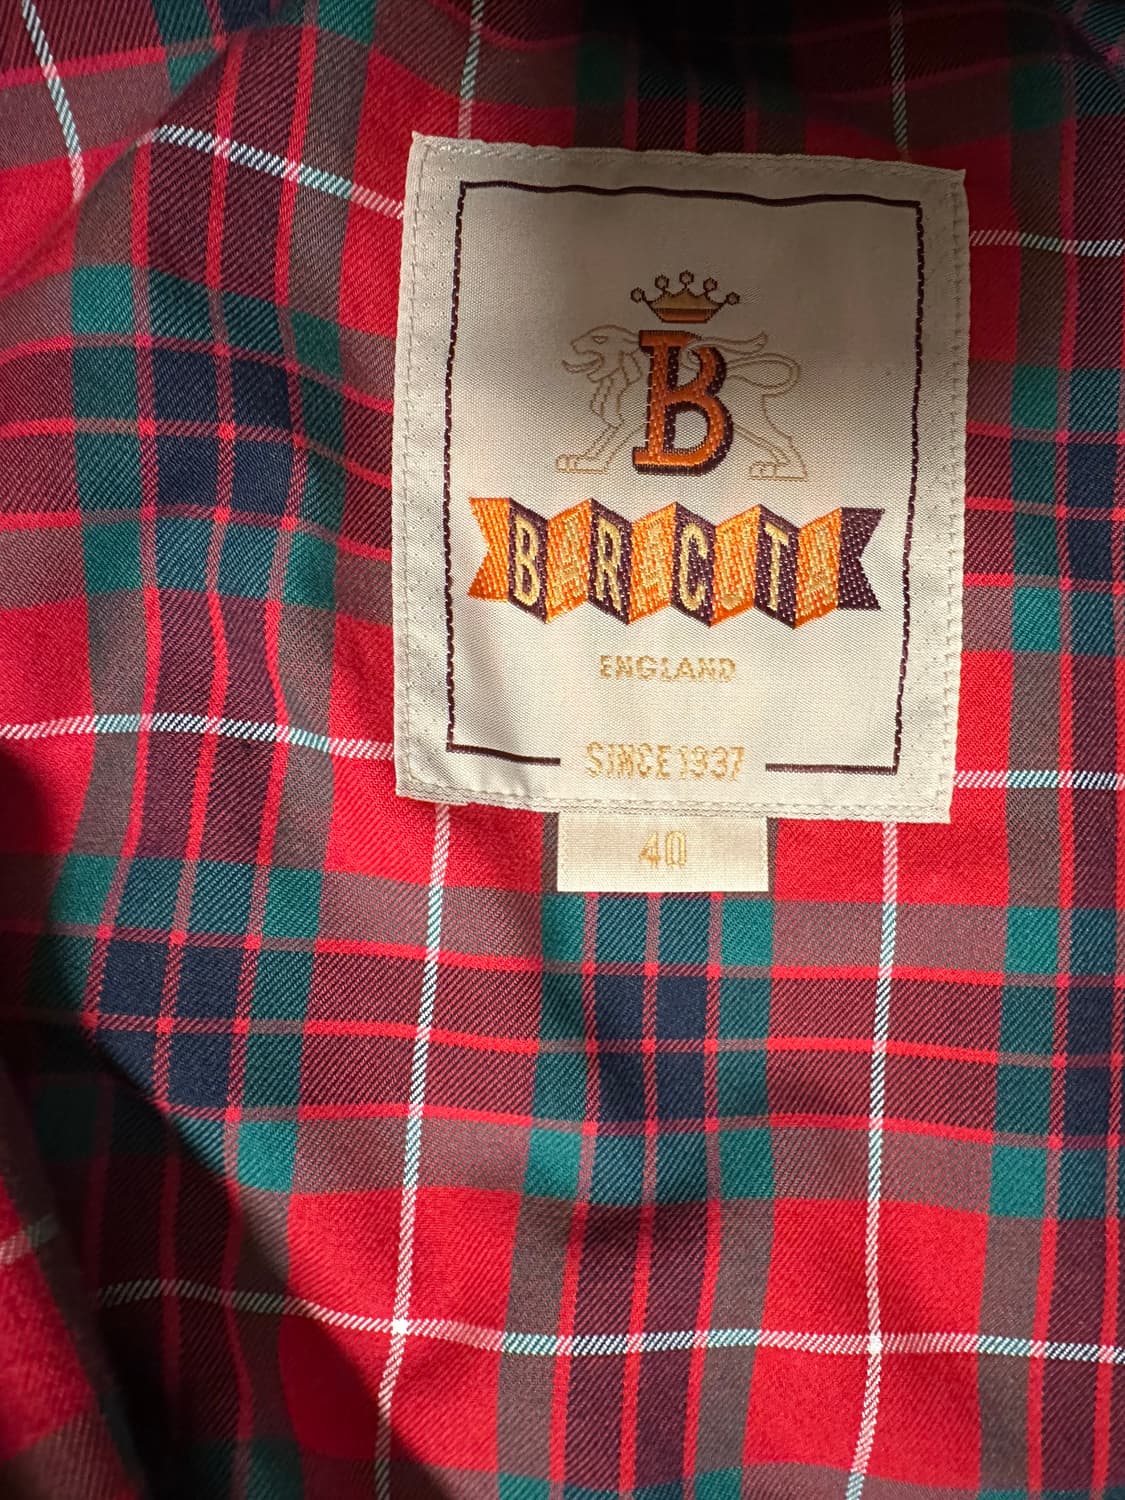 B
BARACUTA
ENGLAND
SINCE 1937
40